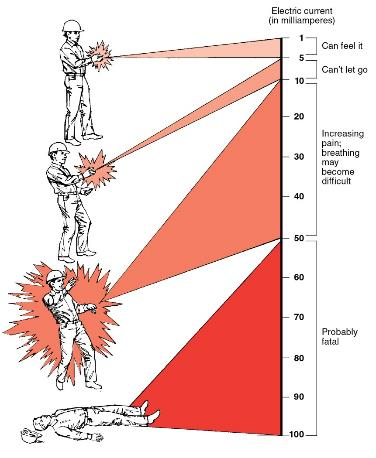 Electric current
(in milliamperes)
1
Can feel it
5
Can't let go
10
20
30
Increasing
pain;
breathing
may
become
difficult
40
50
60
70
Probably
fatal
80
90
100